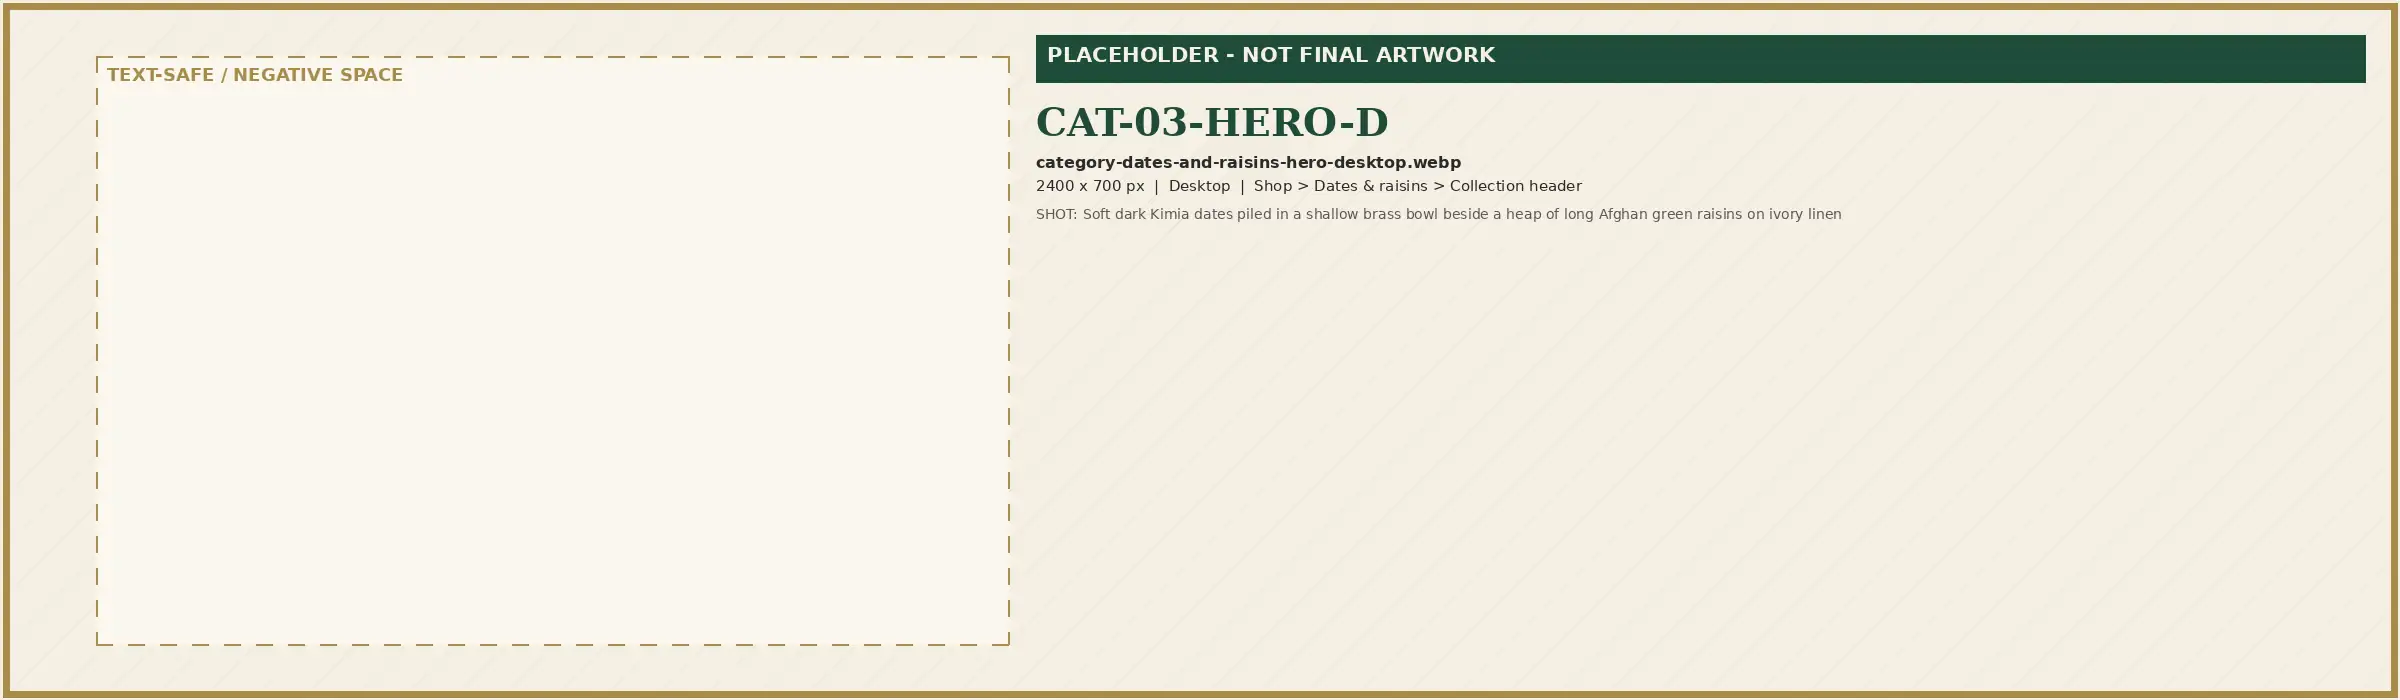 TEXT-SAFE / NEGATIVE SPACE
PLACEHOLDER - NOT FINAL ARTWORK
CAT-03-HERO-D
category-dates-and-raisins-hero-desktop.webp
2400 x 700 px | Desktop | Shop > Dates & raisins > Collection header
SHOT: Soft dark Kimia dates piled in a shallow brass bowl beside a heap of long Afghan green raisins on ivory linen